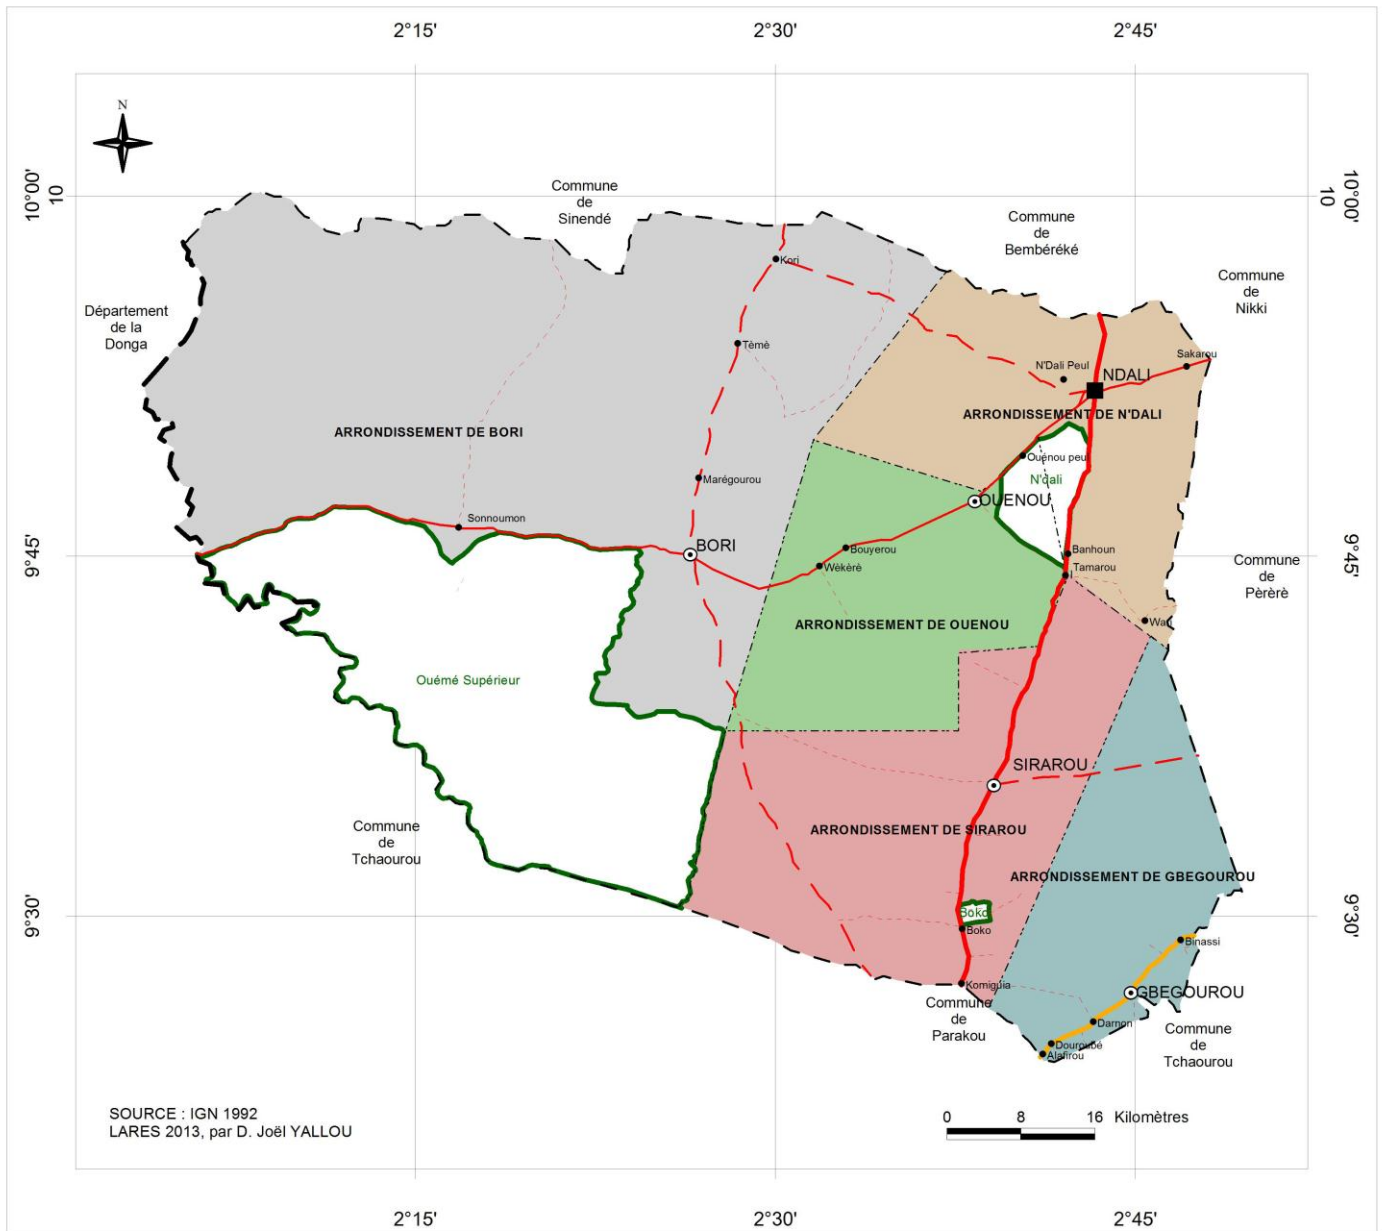 2°15'
2°30'
2°45'
N
10°00'
10
10
10°00'
Commune
de
Sinendé
Commune
de
Bembéréké
Commune
de
Nikki
Kori
Département
de la
Donga
Tèmè
Sakarou
N'Dali Peul
NDALI
ARRONDISSEMENT DE N'DALI
ARRONDISSEMENT DE BORI
Ouénou peul
N'dali
Marégourou
OUENOU
Sonnoumon
BORI
Bouyerou
Banhoun
9°45'
9°45'
Wèkèrè
Tamarou
I
Commune
de
Pèrèrè
ARRONDISSEMENT DE OUENOU
Wari
Ouémé Supérieur
SIRAROU
Commune
de
Tchaourou
ARRONDISSEMENT DE SIRAROU
ARRONDISSEMENT DE GBEGOUROU
9°30'
9°30'
Boko
Boko
Binassi
Komiguia
GBEGOUROU
Commune
de
Parakou
Darnon
Commune
de
Tchaourou
Douroubé
Alafirou
SOURCE : IGN 1992
LARES 2013, par D. Joël YALLOU
0 8 16 Kilomètres
2°15'
2°30'
2°45'